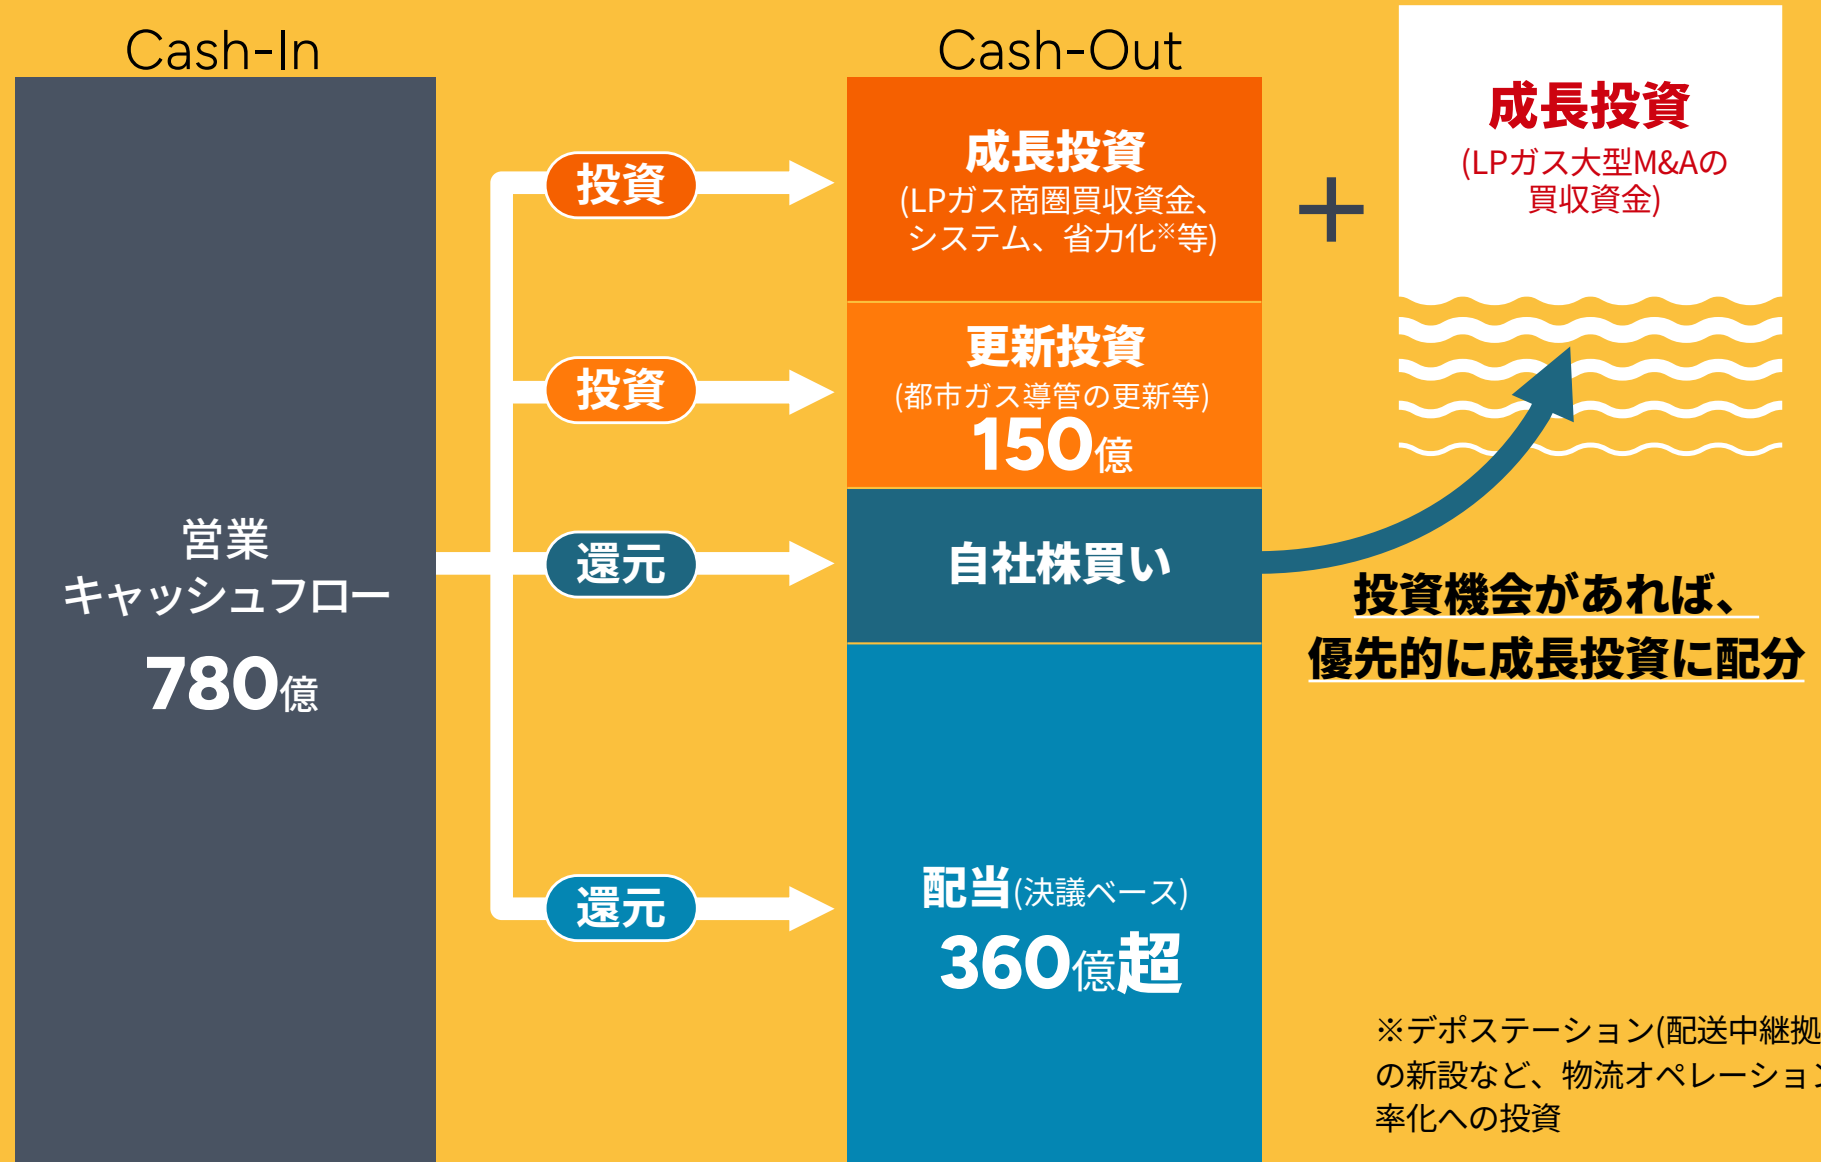 Cash-In
営業
キャッシュフロー
780億
投資
投資
還元
還元
Cash-Out
成長投資
(LPガス商圏買収資金、
システム、省力化※等)
更新投資
(都市ガス導管の更新等)
150億
自社株買い
配当(決議ベース)
360億超
+
成長投資
(LPガス大型M&Aの
買収資金)
投資機会があれば、
優先的に成長投資に配分
※デポステーション(配送中継拠
の新設など、物流オペレーション
率化への投資